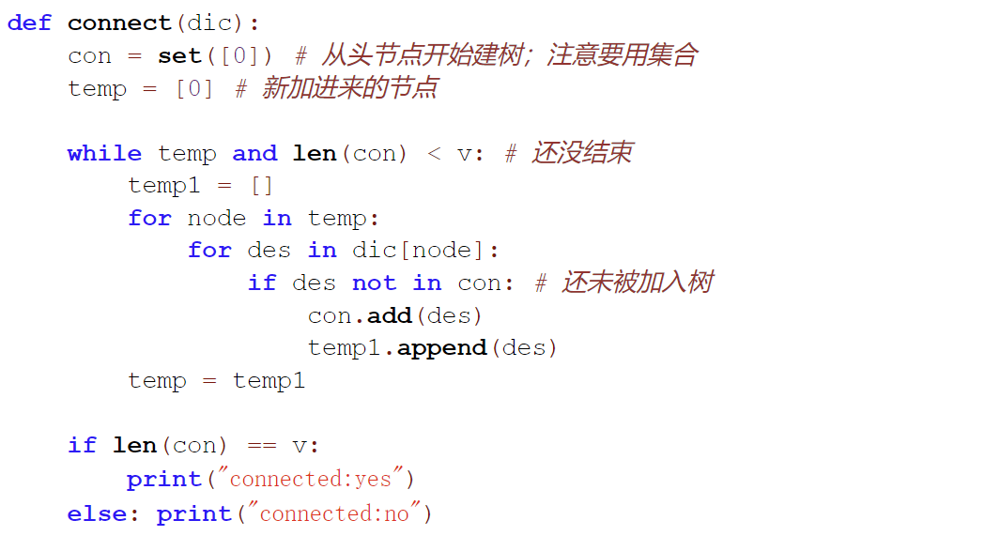 def connect(dic):
    con = set([0]) # 从头节点开始建树；注意要用集合
    temp = [0] # 新加进来的节点

    while temp and len(con) < v: # 还没结束
        temp1 = []
        for node in temp:
            for des in dic[node]:
                if des not in con: # 还未被加入树
                    con.add(des)
                    temp1.append(des)
        temp = temp1

    if len(con) == v:
        print("connected:yes")
    else: print("connected:no")